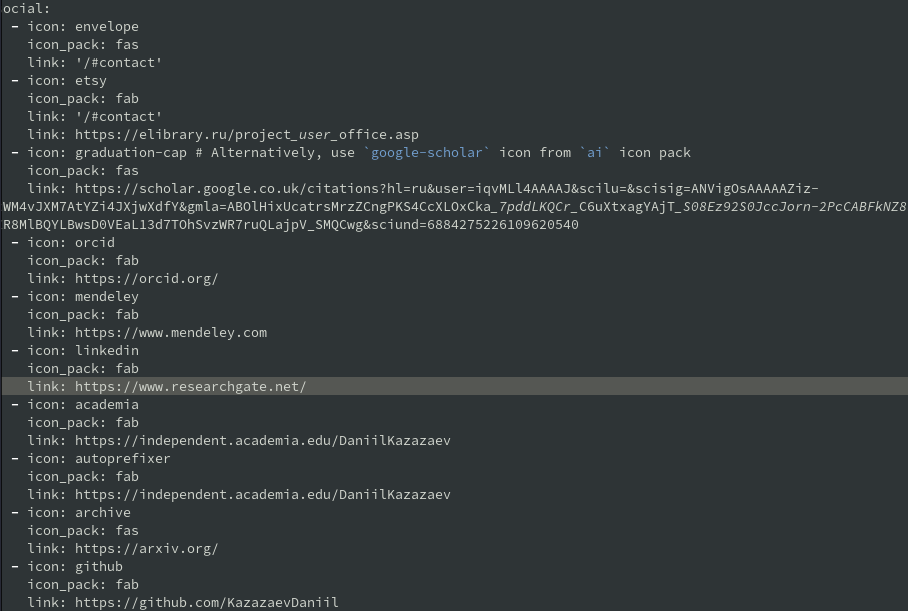 ocial:
 - icon: envelope
   icon_pack: fas
   link: '/#contact'
 - icon: etsy
   icon_pack: fab
   link: '/#contact'
   link: https://elibrary.ru/project_user_office.asp
 - icon: graduation-cap # Alternatively, use `google-scholar` icon from `ai` icon pack
   icon_pack: fas
   link: https://scholar.google.co.uk/citations?hl=ru&user=iqvMLl4AAAAJ&scilu=&scisig=ANVigOsAAAAAZiz-
WM4vJXM7AtYZi4JXjwXdfY&gmla=ABOlHixUcatrsMrzZCngPKS4CcXLOxCka_7pddLKQCr_C6uXtxagYAjT_S08Ez92S0JccJorn-2PcCABFkNZ8
R8MlBQYLBwsD0VEaL13d7TOhSvzWR7ruQLajpV_SMQCwg&sciund=6884275226109620540
 - icon: orcid
   icon_pack: fab
   link: https://orcid.org/
 - icon: mendeley
   icon_pack: fab
   link: https://www.mendeley.com
 - icon: linkedin
   icon_pack: fab
   link: https://www.researchgate.net/
 - icon: academia
   icon_pack: fab
   link: https://independent.academia.edu/DaniilKazazaev
 - icon: autoprefixer
   icon_pack: fab
   link: https://independent.academia.edu/DaniilKazazaev
 - icon: archive
   icon_pack: fas
   link: https://arxiv.org/
 - icon: github
   icon_pack: fab
   link: https://github.com/KazazaevDaniil